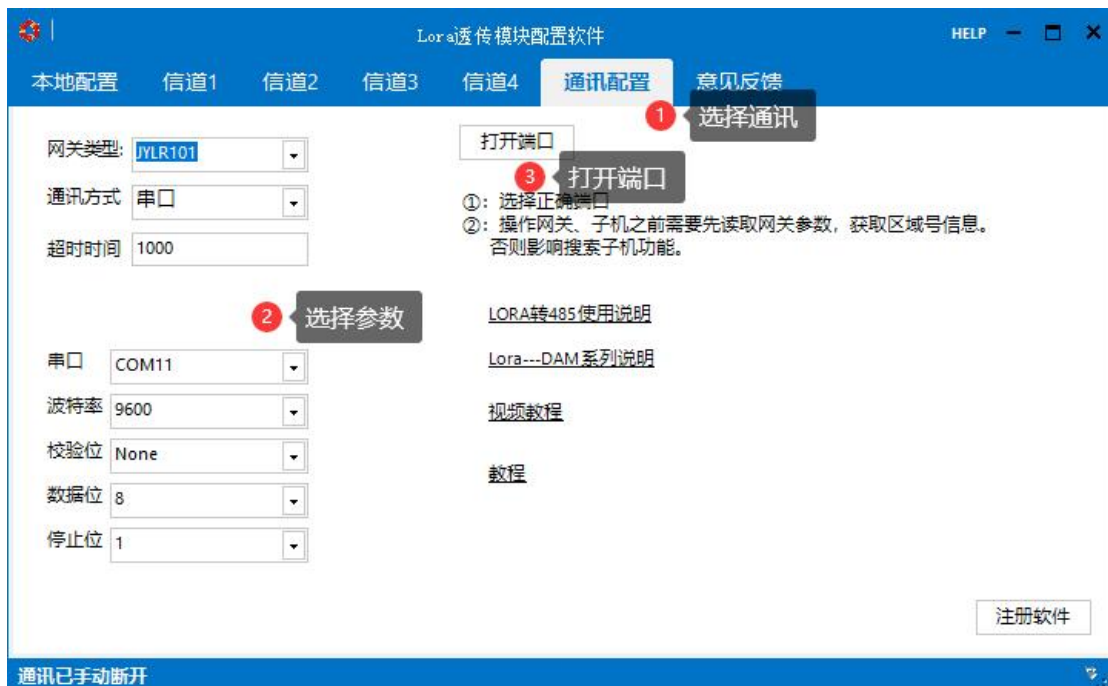 Lora透传模块配置软件
HELP
本地配置 信道1 信道2 信道3 信道4 通讯配置 意见反馈
1 选择通讯
网关类型: JYLR101
打开端口
3 打开端口
通讯方式 串口
①: 选择正确端口
②: 操作网关、子机之前需要先读取网关参数, 获取区域号信息。
否则影响搜索子机功能。
超时时间 1000
2 选择参数
LORA转485使用说明
串口 COM11
Lora---DAM系列说明
波特率 9600
视频教程
校验位 None
教程
数据位 8
停止位 1
注册软件
通讯已手动断开